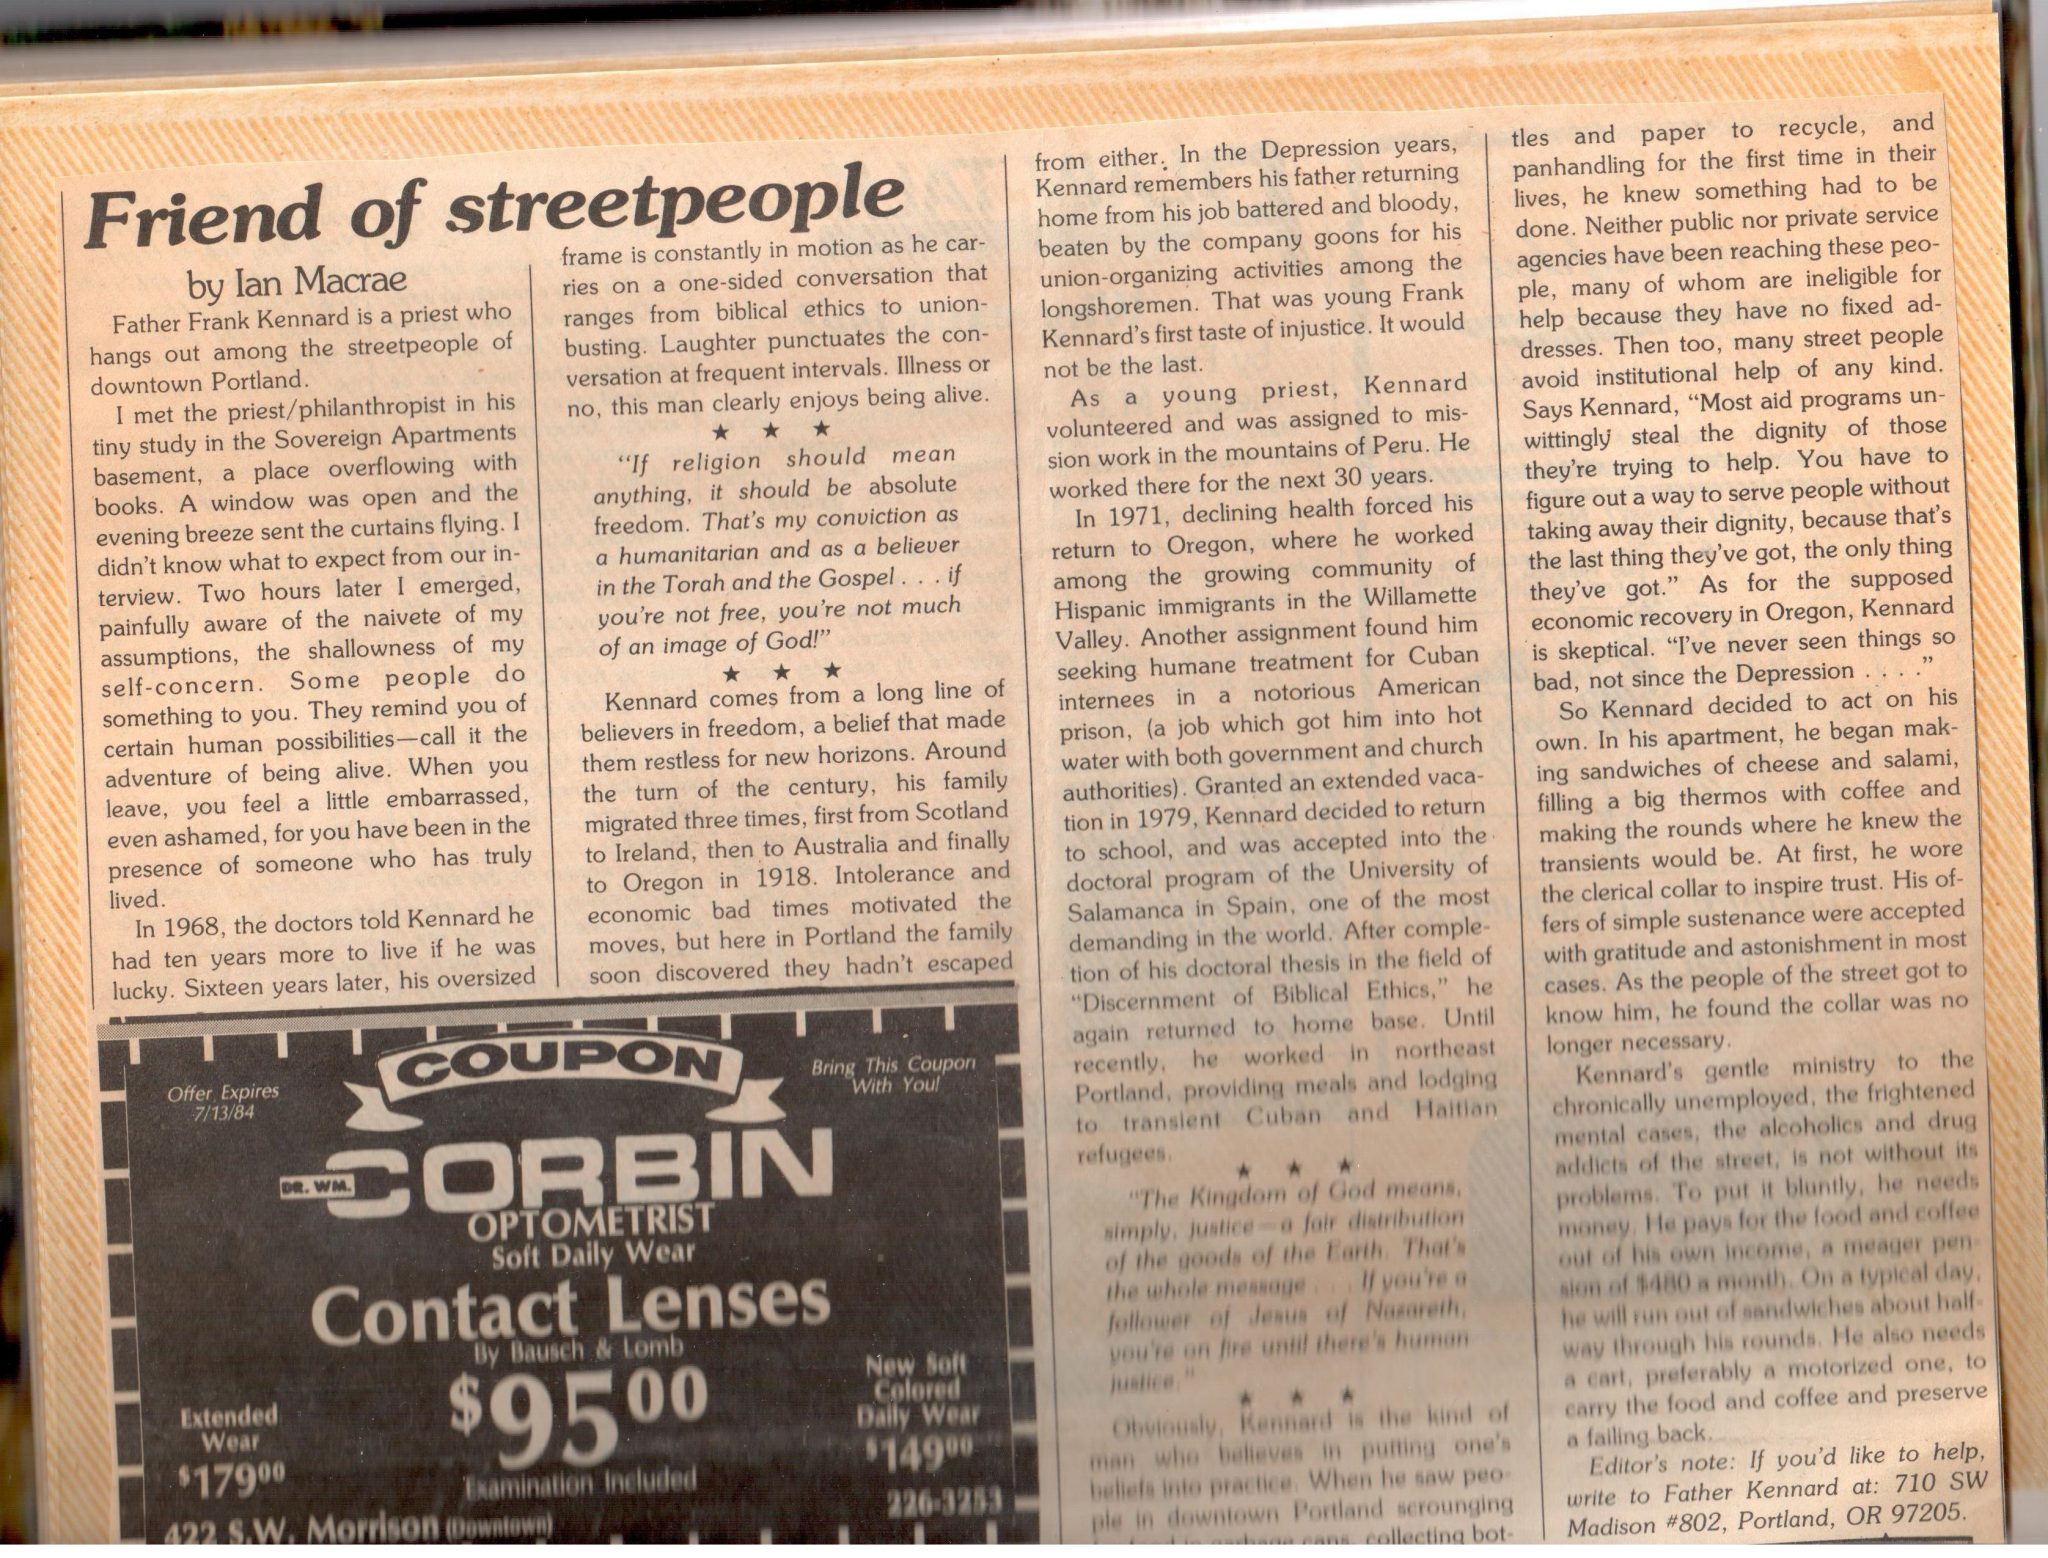 Friend of streetpeople
by Ian Macrae
Father Frank Kennard is a priest who
hangs out among the streetpeople of
downtown Portland.
I met the priest/philanthropist in his
tiny study in the Sovereign Apartments
basement, a place overflowing with
books. A window was open and the
evening breeze sent the curtains flying. I
didn't know what to expect from our in-
terview. Two hours later I emerged,
painfully aware of the naivete of my
assumptions, the shallowness of my
self-concern. Some people do
something to you. They remind you of
certain human possibilities—call it the
adventure of being alive. When you
leave, you feel a little embarrassed,
even ashamed, for you have been in the
presence of someone who has truly
lived.
In 1968, the doctors told Kennard he
had ten years more to live if he was
lucky. Sixteen years later, his oversized
frame is constantly in motion as he car-
ries on a one-sided conversation that
ranges from biblical ethics to union-
busting. Laughter punctuates the con-
versation at frequent intervals. Illness or
no, this man clearly enjoys being alive.
★ ★ ★
"If religion should mean
anything, it should be absolute
freedom. That's my conviction as
a humanitarian and as a believer
in the Torah and the Gospel . . . if
you're not free, you're not much
of an image of God!"
★ ★ ★
Kennard comes from a long line of
believers in freedom, a belief that made
them restless for new horizons. Around
the turn of the century, his family
migrated three times, first from Scotland
to Ireland, then to Australia and finally
to Oregon in 1918. Intolerance and
economic bad times motivated the
moves, but here in Portland the family
soon discovered they hadn't escaped
from either. In the Depression years,
Kennard remembers his father returning
home from his job battered and bloody,
beaten by the company goons for his
union-organizing activities among the
longshoremen. That was young Frank
Kennard's first taste of injustice. It would
not be the last.
As a young priest, Kennard
volunteered and was assigned to mis-
sion work in the mountains of Peru. He
worked there for the next 30 years.
In 1971, declining health forced his
return to Oregon, where he worked
among the growing community of
Hispanic immigrants in the Willamette
Valley. Another assignment found him
seeking humane treatment for Cuban
internees in a notorious American
prison, (a job which got him into hot
water with both government and church
authorities). Granted an extended vaca-
tion in 1979, Kennard decided to return
to school, and was accepted into the
doctoral program of the University of
Salamanca in Spain, one of the most
demanding in the world. After comple-
tion of his doctoral thesis in the field of
"Discernment of Biblical Ethics," he
again returned to home base. Until
recently, he worked in northeast
Portland, providing meals and lodging
to transient Cuban and Haitian
refugees.
★ ★ ★
"The Kingdom of God means,
simply, justice—a fair distribution
of the goods of the Earth. That's
the whole message . . . . If you're a
follower of Jesus of Nazareth,
you're on fire until there's human
justice."
★ ★ ★
Obviously, Kennard is the kind of
man who believes in putting one's
beliefs into practice. When he saw peo-
ple in downtown Portland scrounging
for food in garbage cans, collecting bot-
tles and paper to recycle, and
panhandling for the first time in their
lives, he knew something had to be
done. Neither public nor private service
agencies have been reaching these peo-
ple, many of whom are ineligible for
help because they have no fixed ad-
dresses. Then too, many street people
avoid institutional help of any kind.
Says Kennard, "Most aid programs un-
wittingly steal the dignity of those
they're trying to help. You have to
figure out a way to serve people without
taking away their dignity, because that's
the last thing they've got, the only thing
they've got." As for the supposed
economic recovery in Oregon, Kennard
is skeptical. "I've never seen things so
bad, not since the Depression . . . ."
So Kennard decided to act on his
own. In his apartment, he began mak-
ing sandwiches of cheese and salami,
filling a big thermos with coffee and
making the rounds where he knew the
transients would be. At first, he wore
the clerical collar to inspire trust. His of-
fers of simple sustenance were accepted
with gratitude and astonishment in most
cases. As the people of the street got to
know him, he found the collar was no
longer necessary.
Kennard's gentle ministry to the
chronically unemployed, the frightened
mental cases, the alcoholics and drug
addicts of the street, is not without its
problems. To put it bluntly, he needs
money. He pays for the food and coffee
out of his own income, a meager pen-
sion of $480 a month. On a typical day,
he will run out of sandwiches about half-
way through his rounds. He also needs
a cart, preferably a motorized one, to
carry the food and coffee and preserve
a failing back.
Editor's note: If you'd like to help,
write to Father Kennard at: 710 SW
Madison #802, Portland, OR 97205.
COUPON
Offer Expires
7/13/84
Bring This Coupon
With You!
DR. WM. CORBIN
OPTOMETRIST
Soft Daily Wear
Contact Lenses
By Bausch & Lomb
$95 00
Examination Included
Extended
Wear
$179 00
New Soft
Colored
Daily Wear
$149 00
226-3253
422 S.W. Morrison (Downtown)